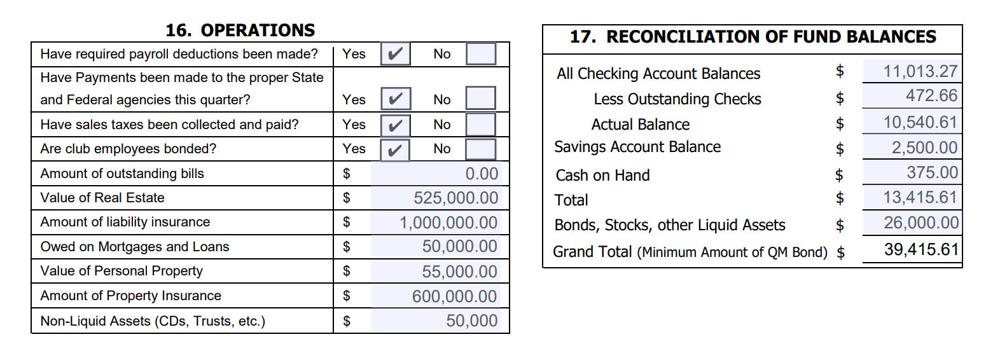 16. OPERATIONS
Have required payroll deductions been made? Yes ✔ No
Have Payments been made to the proper State
and Federal agencies this quarter? Yes ✔ No
Have sales taxes been collected and paid? Yes ✔ No
Are club employees bonded? Yes ✔ No
Amount of outstanding bills $ 0.00
Value of Real Estate $ 525,000.00
Amount of liability insurance $ 1,000,000.00
Owed on Mortgages and Loans $ 50,000.00
Value of Personal Property $ 55,000.00
Amount of Property Insurance $ 600,000.00
Non-Liquid Assets (CDs, Trusts, etc.) $ 50,000
17. RECONCILIATION OF FUND BALANCES
All Checking Account Balances $ 11,013.27
Less Outstanding Checks $ 472.66
Actual Balance $ 10,540.61
Savings Account Balance $ 2,500.00
Cash on Hand $ 375.00
Total $ 13,415.61
Bonds, Stocks, other Liquid Assets $ 26,000.00
Grand Total (Minimum Amount of QM Bond) $ 39,415.61